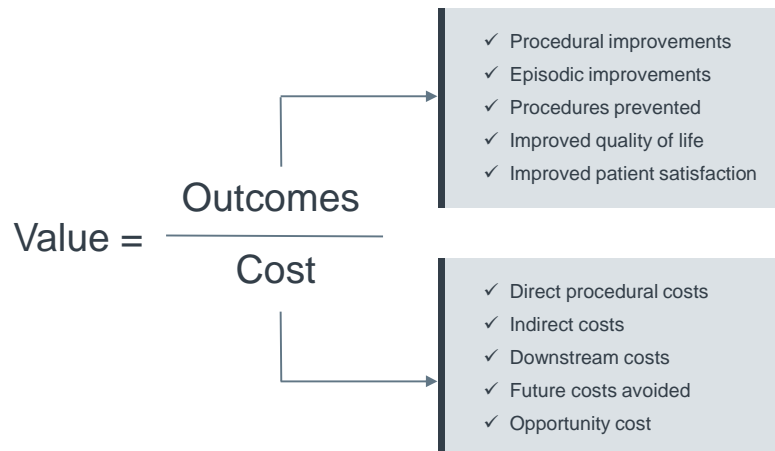 ✓ Procedural improvements
✓ Episodic improvements
✓ Procedures prevented
✓ Improved quality of life
✓ Improved patient satisfaction
Outcomes
Value =
Cost
✓ Direct procedural costs
✓ Indirect costs
✓ Downstream costs
✓ Future costs avoided
✓ Opportunity cost